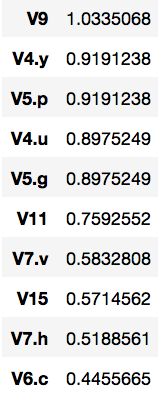 V9 1.0335068
V4.y 0.9191238
V5.p 0.9191238
V4.u 0.8975249
V5.g 0.8975249
V11 0.7592552
V7.v 0.5832808
V15 0.5714562
V7.h 0.5188561
V6.c 0.4455665